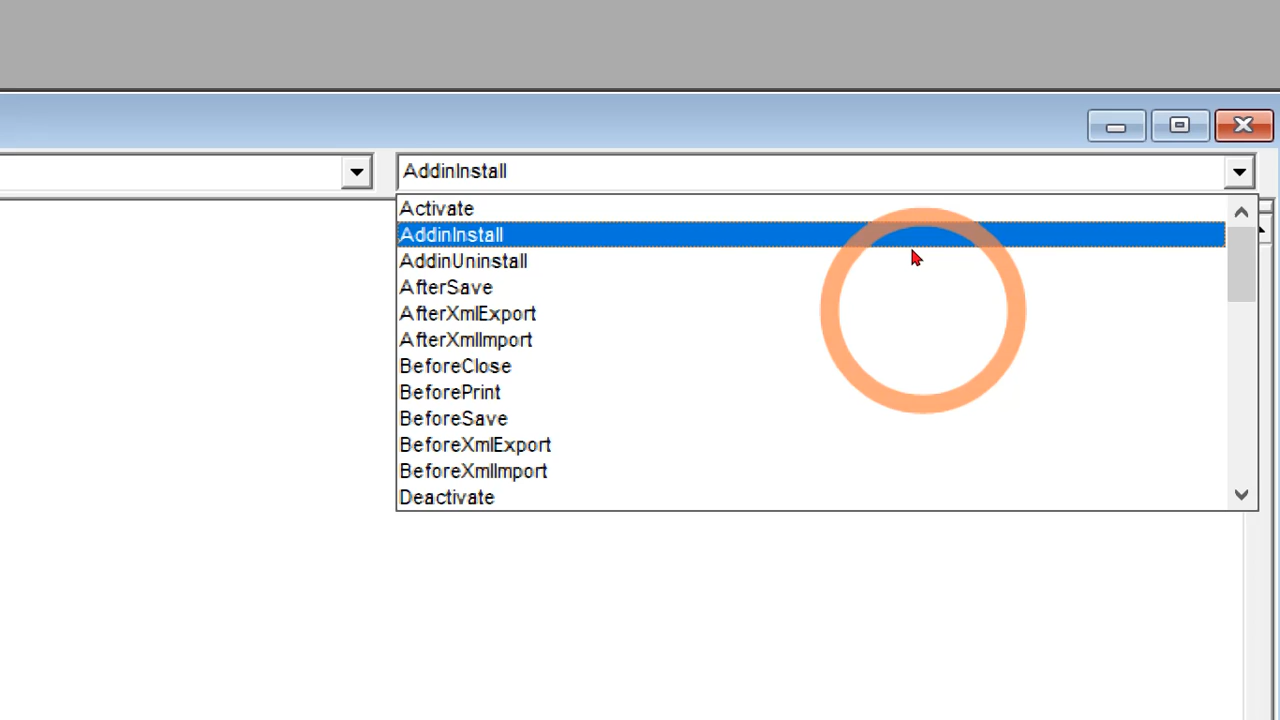 AddinInstall
Activate
AddinInstall
AddinUninstall
AfterSave
AfterXmlExport
AfterXmlImport
BeforeClose
BeforePrint
BeforeSave
BeforeXmlExport
BeforeXmlImport
Deactivate